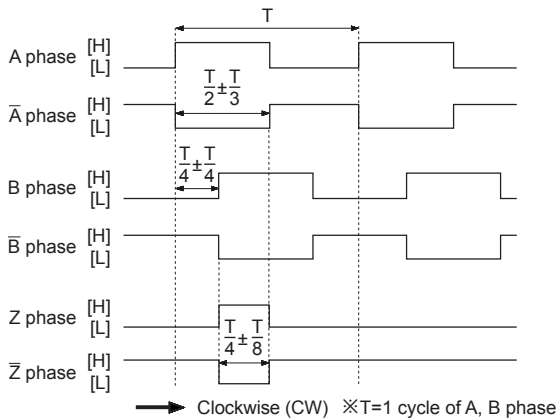 T
A phase [H]
[L]
T/2±T/3
A̅ phase [H]
[L]
T/4±T/4
B phase [H]
[L]
B̅ phase [H]
[L]
Z phase [H]
[L]
T/4±T/8
Z̅ phase [H]
[L]
Clockwise (CW) ※T=1 cycle of A, B phase